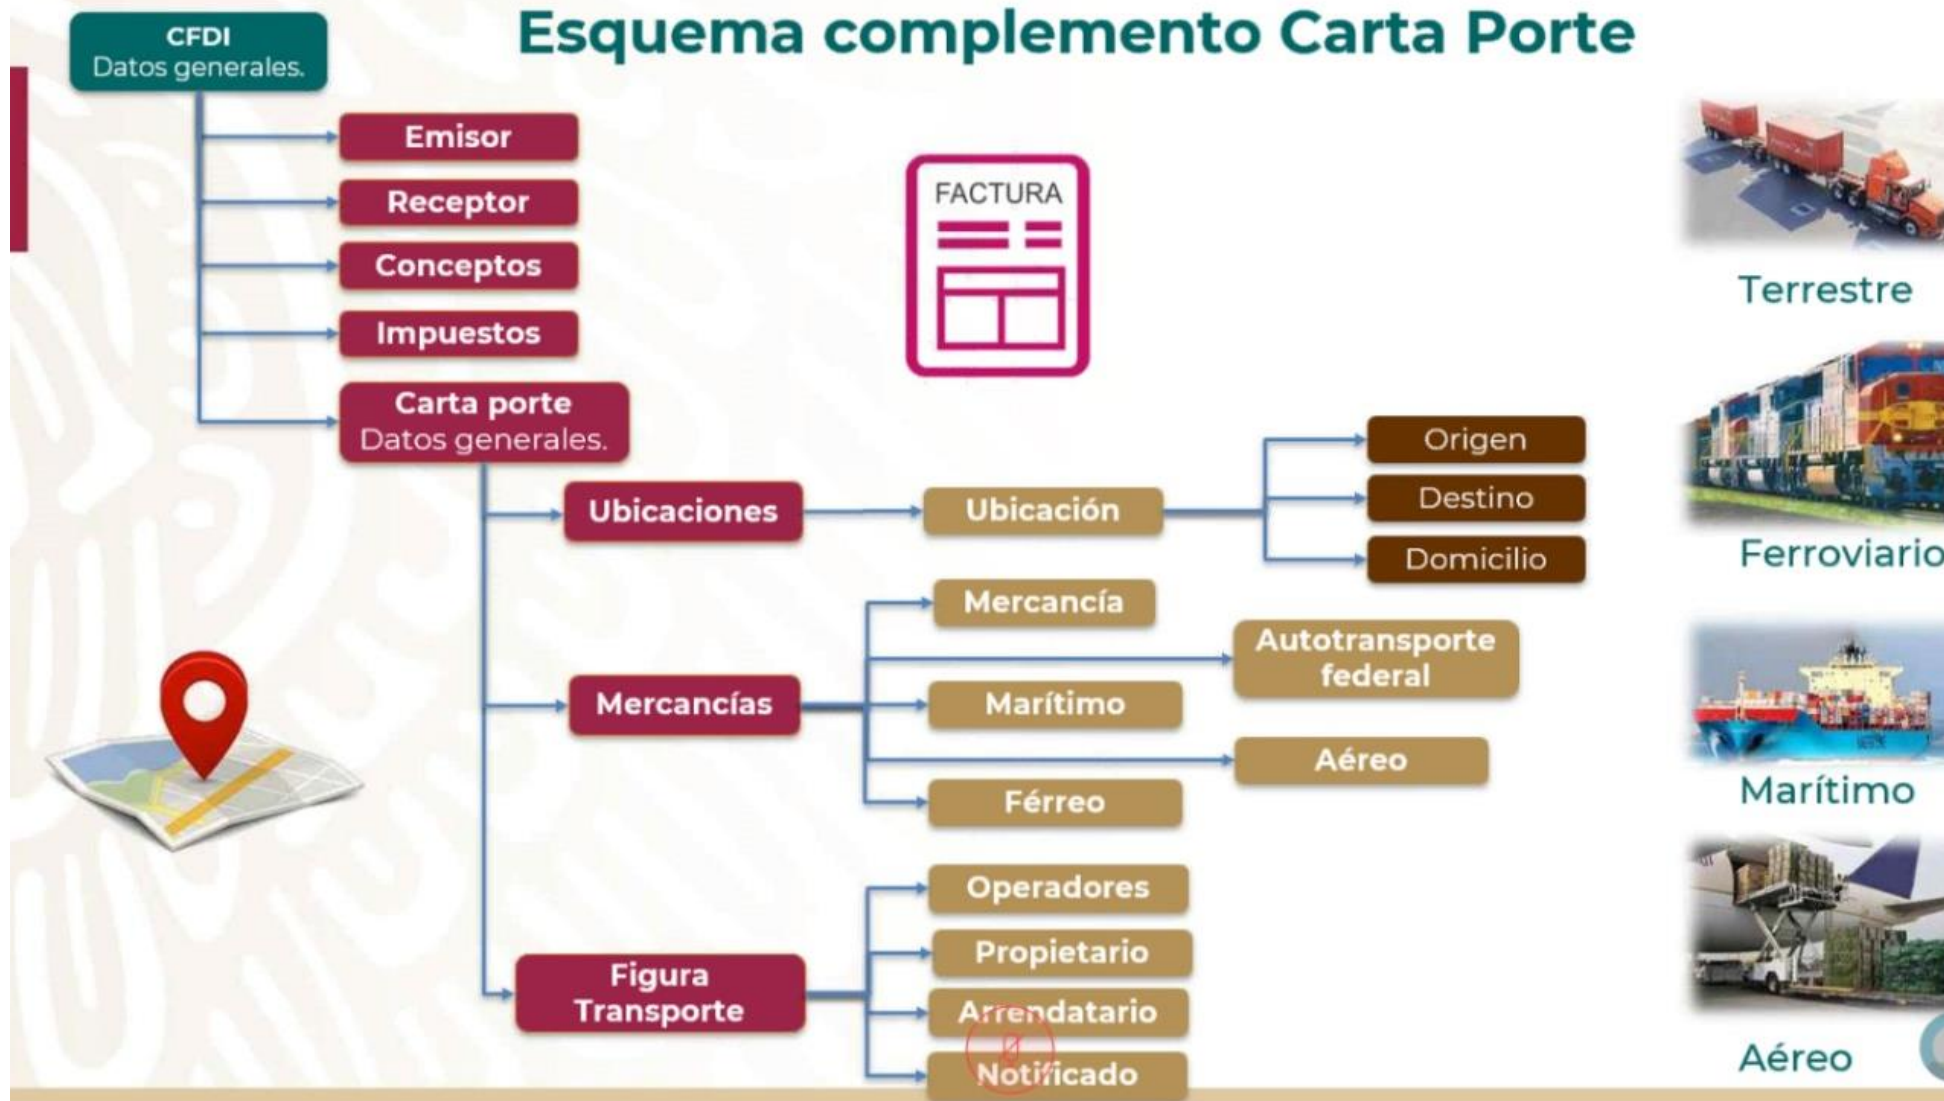 Esquema complemento Carta Porte
CFDI
Datos generales.
Emisor
Receptor
Conceptos
Impuestos
Carta porte
Datos generales.
FACTURA
Ubicaciones
Ubicación
Origen
Destino
Domicilio
Mercancías
Mercancía
Autotransporte
federal
Marítimo
Aéreo
Férreo
Figura
Transporte
Operadores
Propietario
Arrendatario
Notificado
Terrestre
Ferroviario
Marítimo
Aéreo